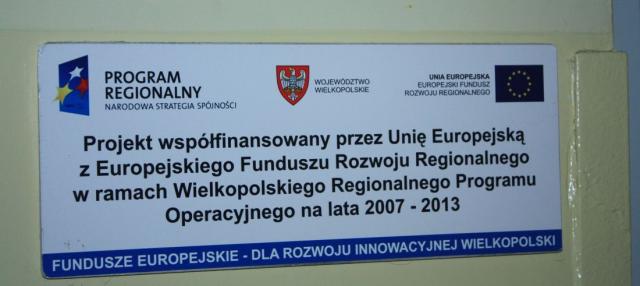 PROGRAM
REGIONALNY
NARODOWA STRATEGIA SPÓJNOŚCI
WOJEWÓDZTWO
WIELKOPOLSKIE
UNIA EUROPEJSKA
EUROPEJSKI FUNDUSZ
ROZWOJU REGIONALNEGO
Projekt współfinansowany przez Unię Europejską
z Europejskiego Funduszu Rozwoju Regionalnego
w ramach Wielkopolskiego Regionalnego Programu
Operacyjnego na lata 2007 - 2013
FUNDUSZE EUROPEJSKIE - DLA ROZWOJU INNOWACYJNEJ WIELKOPOLSKI